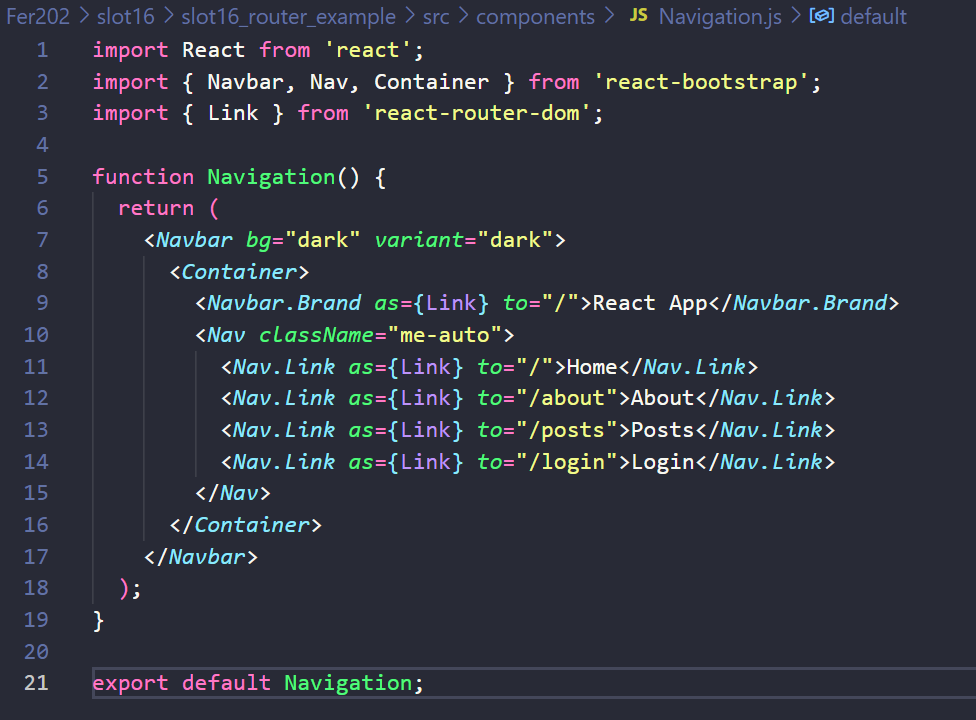 Fer202 > slot16 > slot16_router_example > src > components > JS Navigation.js > default
1 import React from 'react';
2 import { Navbar, Nav, Container } from 'react-bootstrap';
3 import { Link } from 'react-router-dom';
4
5 function Navigation() {
6   return (
7     <Navbar bg="dark" variant="dark">
8       <Container>
9         <Navbar.Brand as={Link} to="/">React App</Navbar.Brand>
10         <Nav className="me-auto">
11           <Nav.Link as={Link} to="/">Home</Nav.Link>
12           <Nav.Link as={Link} to="/about">About</Nav.Link>
13           <Nav.Link as={Link} to="/posts">Posts</Nav.Link>
14           <Nav.Link as={Link} to="/login">Login</Nav.Link>
15         </Nav>
16       </Container>
17     </Navbar>
18   );
19 }
20
21 export default Navigation;